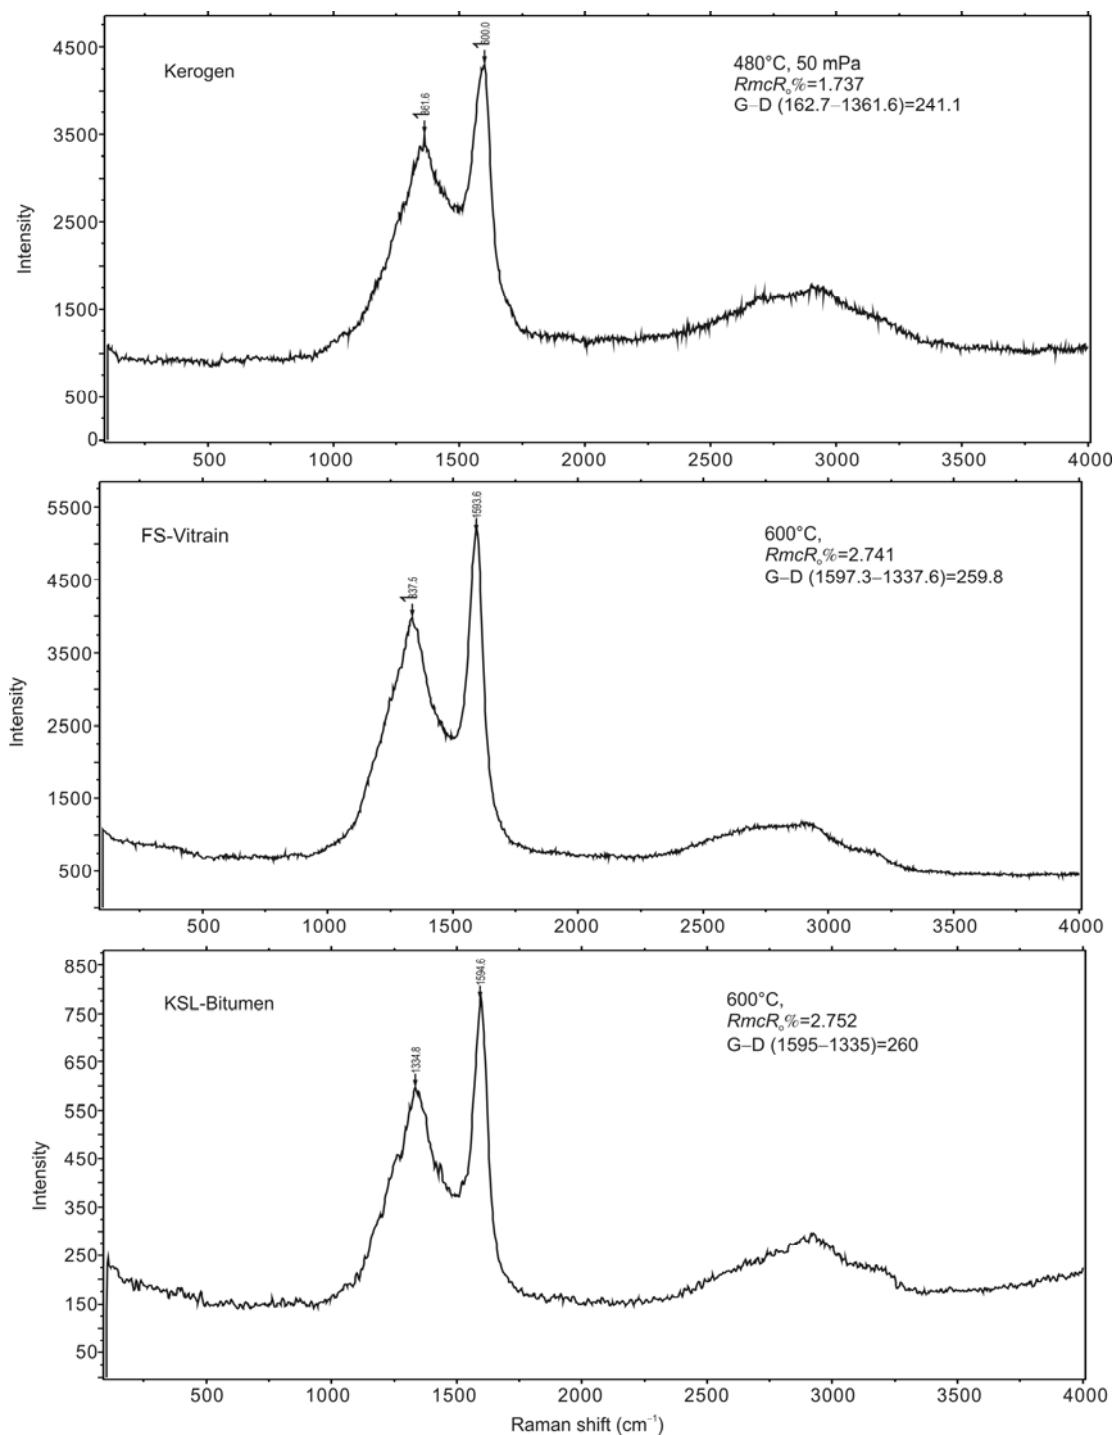 4500
3500
2500
1500
500
0
Intensity
Kerogen
1361.6
1600.0
480°C, 50 mPa
RmcRₒ%=1.737
G–D (162.7–1361.6)=241.1
500 1000 1500 2000 2500 3000 3500 4000
5500
4500
3500
2500
1500
500
Intensity
FS-Vitrain
1337.5
1593.6
600°C,
RmcRₒ%=2.741
G–D (1597.3–1337.6)=259.8
500 1000 1500 2000 2500 3000 3500 4000
850
750
650
550
450
350
250
150
50
Intensity
KSL-Bitumen
1334.8
1594.6
600°C,
RmcRₒ%=2.752
G–D (1595–1335)=260
500 1000 1500 2000 2500 3000 3500 4000
Raman shift (cm⁻¹)